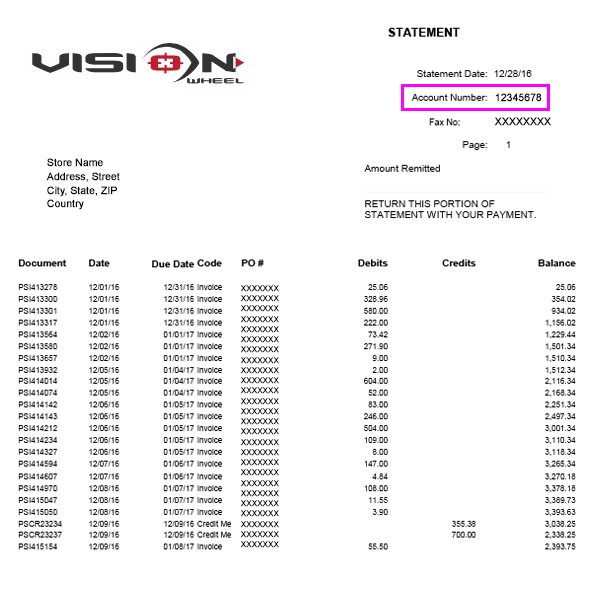 STATEMENT
VISION
WHEEL
Statement Date: 12/28/16
Account Number: 12345678
Fax No: XXXXXXXX
Page: 1
Store Name
Address, Street
City, State, ZIP
Country
Amount Remitted
RETURN THIS PORTION OF
STATEMENT WITH YOUR PAYMENT.
Document Date Due Date Code PO # Debits Credits Balance
PSI413278 12/01/16 12/31/16 Invoice XXXXXXX 25.06 25.06
PSI413300 12/01/16 12/31/16 Invoice XXXXXXX 328.96 354.02
PSI413301 12/01/16 12/31/16 Invoice XXXXXXX 580.00 934.02
PSI413317 12/01/16 12/31/16 Invoice XXXXXXX 222.00 1,156.02
PSI413564 12/02/16 01/01/17 Invoice XXXXXXX 73.42 1,229.44
PSI413580 12/02/16 01/01/17 Invoice XXXXXXX 271.90 1,501.34
PSI413657 12/02/16 01/01/17 Invoice XXXXXXX 9.00 1,510.34
PSI413932 12/05/16 01/04/17 Invoice XXXXXXX 2.00 1,512.34
PSI414014 12/05/16 01/04/17 Invoice XXXXXXX 604.00 2,116.34
PSI414074 12/05/16 01/04/17 Invoice XXXXXXX 52.00 2,168.34
PSI414142 12/06/16 01/05/17 Invoice XXXXXXX 83.00 2,251.34
PSI414143 12/06/16 01/05/17 Invoice XXXXXXX 246.00 2,497.34
PSI414212 12/06/16 01/05/17 Invoice XXXXXXX 504.00 3,001.34
PSI414234 12/06/16 01/05/17 Invoice XXXXXXX 109.00 3,110.34
PSI414327 12/06/16 01/05/17 Invoice XXXXXXX 8.00 3,118.34
PSI414594 12/07/16 01/06/17 Invoice XXXXXXX 147.00 3,265.34
PSI414607 12/07/16 01/06/17 Invoice XXXXXXX 4.84 3,270.18
PSI414970 12/08/16 01/07/17 Invoice XXXXXXX 108.00 3,378.18
PSI415047 12/08/16 01/07/17 Invoice XXXXXXX 11.55 3,389.73
PSI415050 12/08/16 01/07/17 Invoice XXXXXXX 3.90 3,393.63
PSCR23234 12/09/16 12/09/16 Credit Me XXXXXXX 355.38 3,038.25
PSCR23237 12/09/16 12/09/16 Credit Me XXXXXXX 700.00 2,338.25
PSI415154 12/09/16 01/08/17 Invoice XXXXXXX 55.50 2,393.75